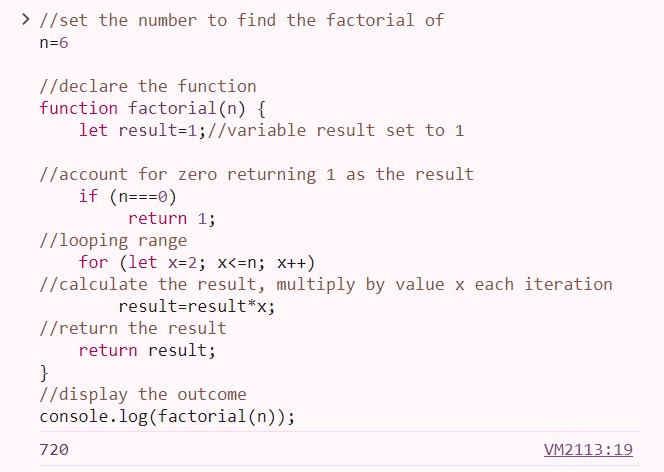 > //set the number to find the factorial of
n=6
//declare the function
function factorial(n) {
let result=1;//variable result set to 1
//account for zero returning 1 as the result
if (n===0)
return 1;
//looping range
for (let x=2; x<=n; x++)
//calculate the result, multiply by value x each iteration
result=result*x;
//return the result
return result;
}
//display the outcome
console.log(factorial(n));
720 VM2113:19